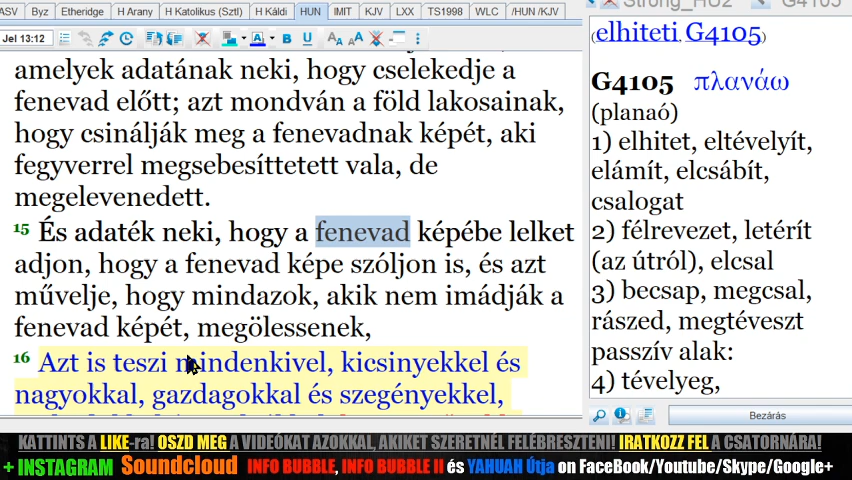 ASV Byz Etheridge H Arany H Katolikus (Sztl) H Káldi HUN IMIT KJV LXX TS1998 WLC /HUN /KJV
Jel 13:12
amelyek adatának neki, hogy cselekedje a
fenevad előtt; azt mondván a föld lakosainak,
hogy csinálják meg a fenevadnak képét, aki
fegyverrel megsebesíttetett vala, de
megelevenedett.
15 És adaték neki, hogy a fenevad képébe lelket
adjon, hogy a fenevad képe szóljon is, és azt
művelje, hogy mindazok, akik nem imádják a
fenevad képét, megölessenek,
16 Azt is teszi mindenkivel, kicsinyekkel és
nagyokkal, gazdagokkal és szegényekkel,
Strong_HU2 G4105
(elhiteti, G4105)
G4105 πλανάω
(planaó)
1) elhitet, eltévelyít,
elámít, elcsábít,
csalogat
2) félrevezet, letérít
(az útról), elcsal
3) becsap, megcsal,
rászed, megtéveszt
passzív alak:
4) tévelyeg,
Bezárás
KATTINTS A LIKE-ra! OSZD MEG A VIDEÓKAT AZOKKAL, AKIKET SZERETNÉL FELÉBRESZTENI! IRATKOZZ FEL A CSATORNÁRA!
+ INSTAGRAM Soundcloud INFO BUBBLE, INFO BUBBLE II és YAHUAH Útja on FaceBook/Youtube/Skype/Google+